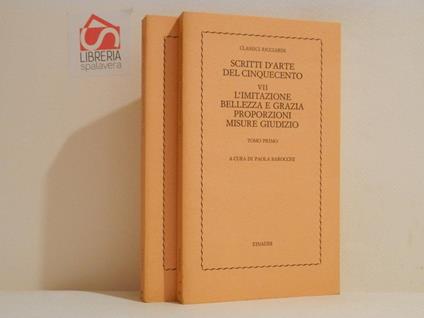 LIBRERIA
spalavera
CLASSICI RICCIARDI
SCRITTI D'ARTE
DEL CINQUECENTO
VII
L'IMITAZIONE
BELLEZZA E GRAZIA
PROPORZIONI
MISURE GIUDIZIO
TOMO PRIMO
A CURA DI PAOLA BAROCCHI
EINAUDI